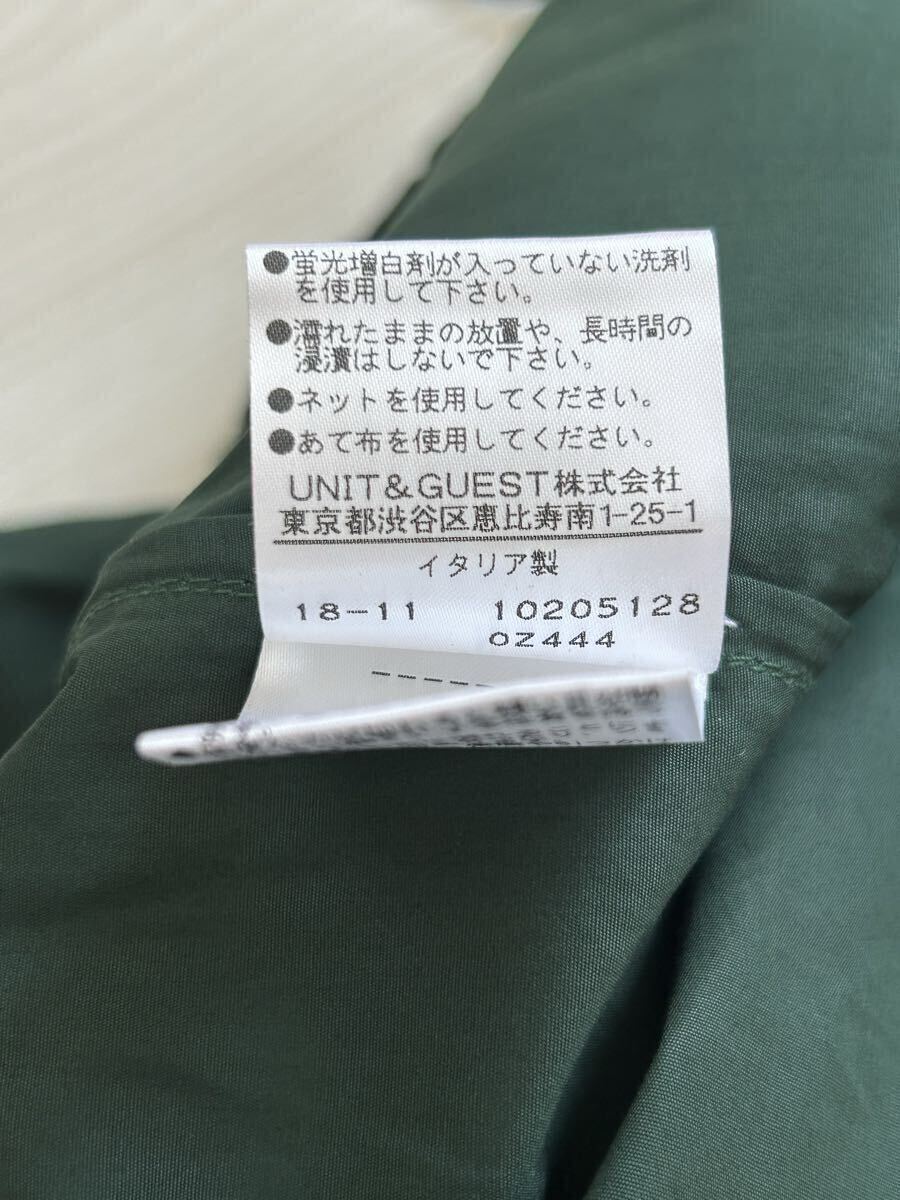 ●蛍光増白剤が入っていない洗剤
を使用して下さい。
●濡れたままの放置や、長時間の
浸漬はしないで下さい。
●ネットを使用してください。
●あて布を使用してください。
UNIT&GUEST株式会社
東京都渋谷区恵比寿南1-25-1
イタリア製
18-11 102051280
0Z444